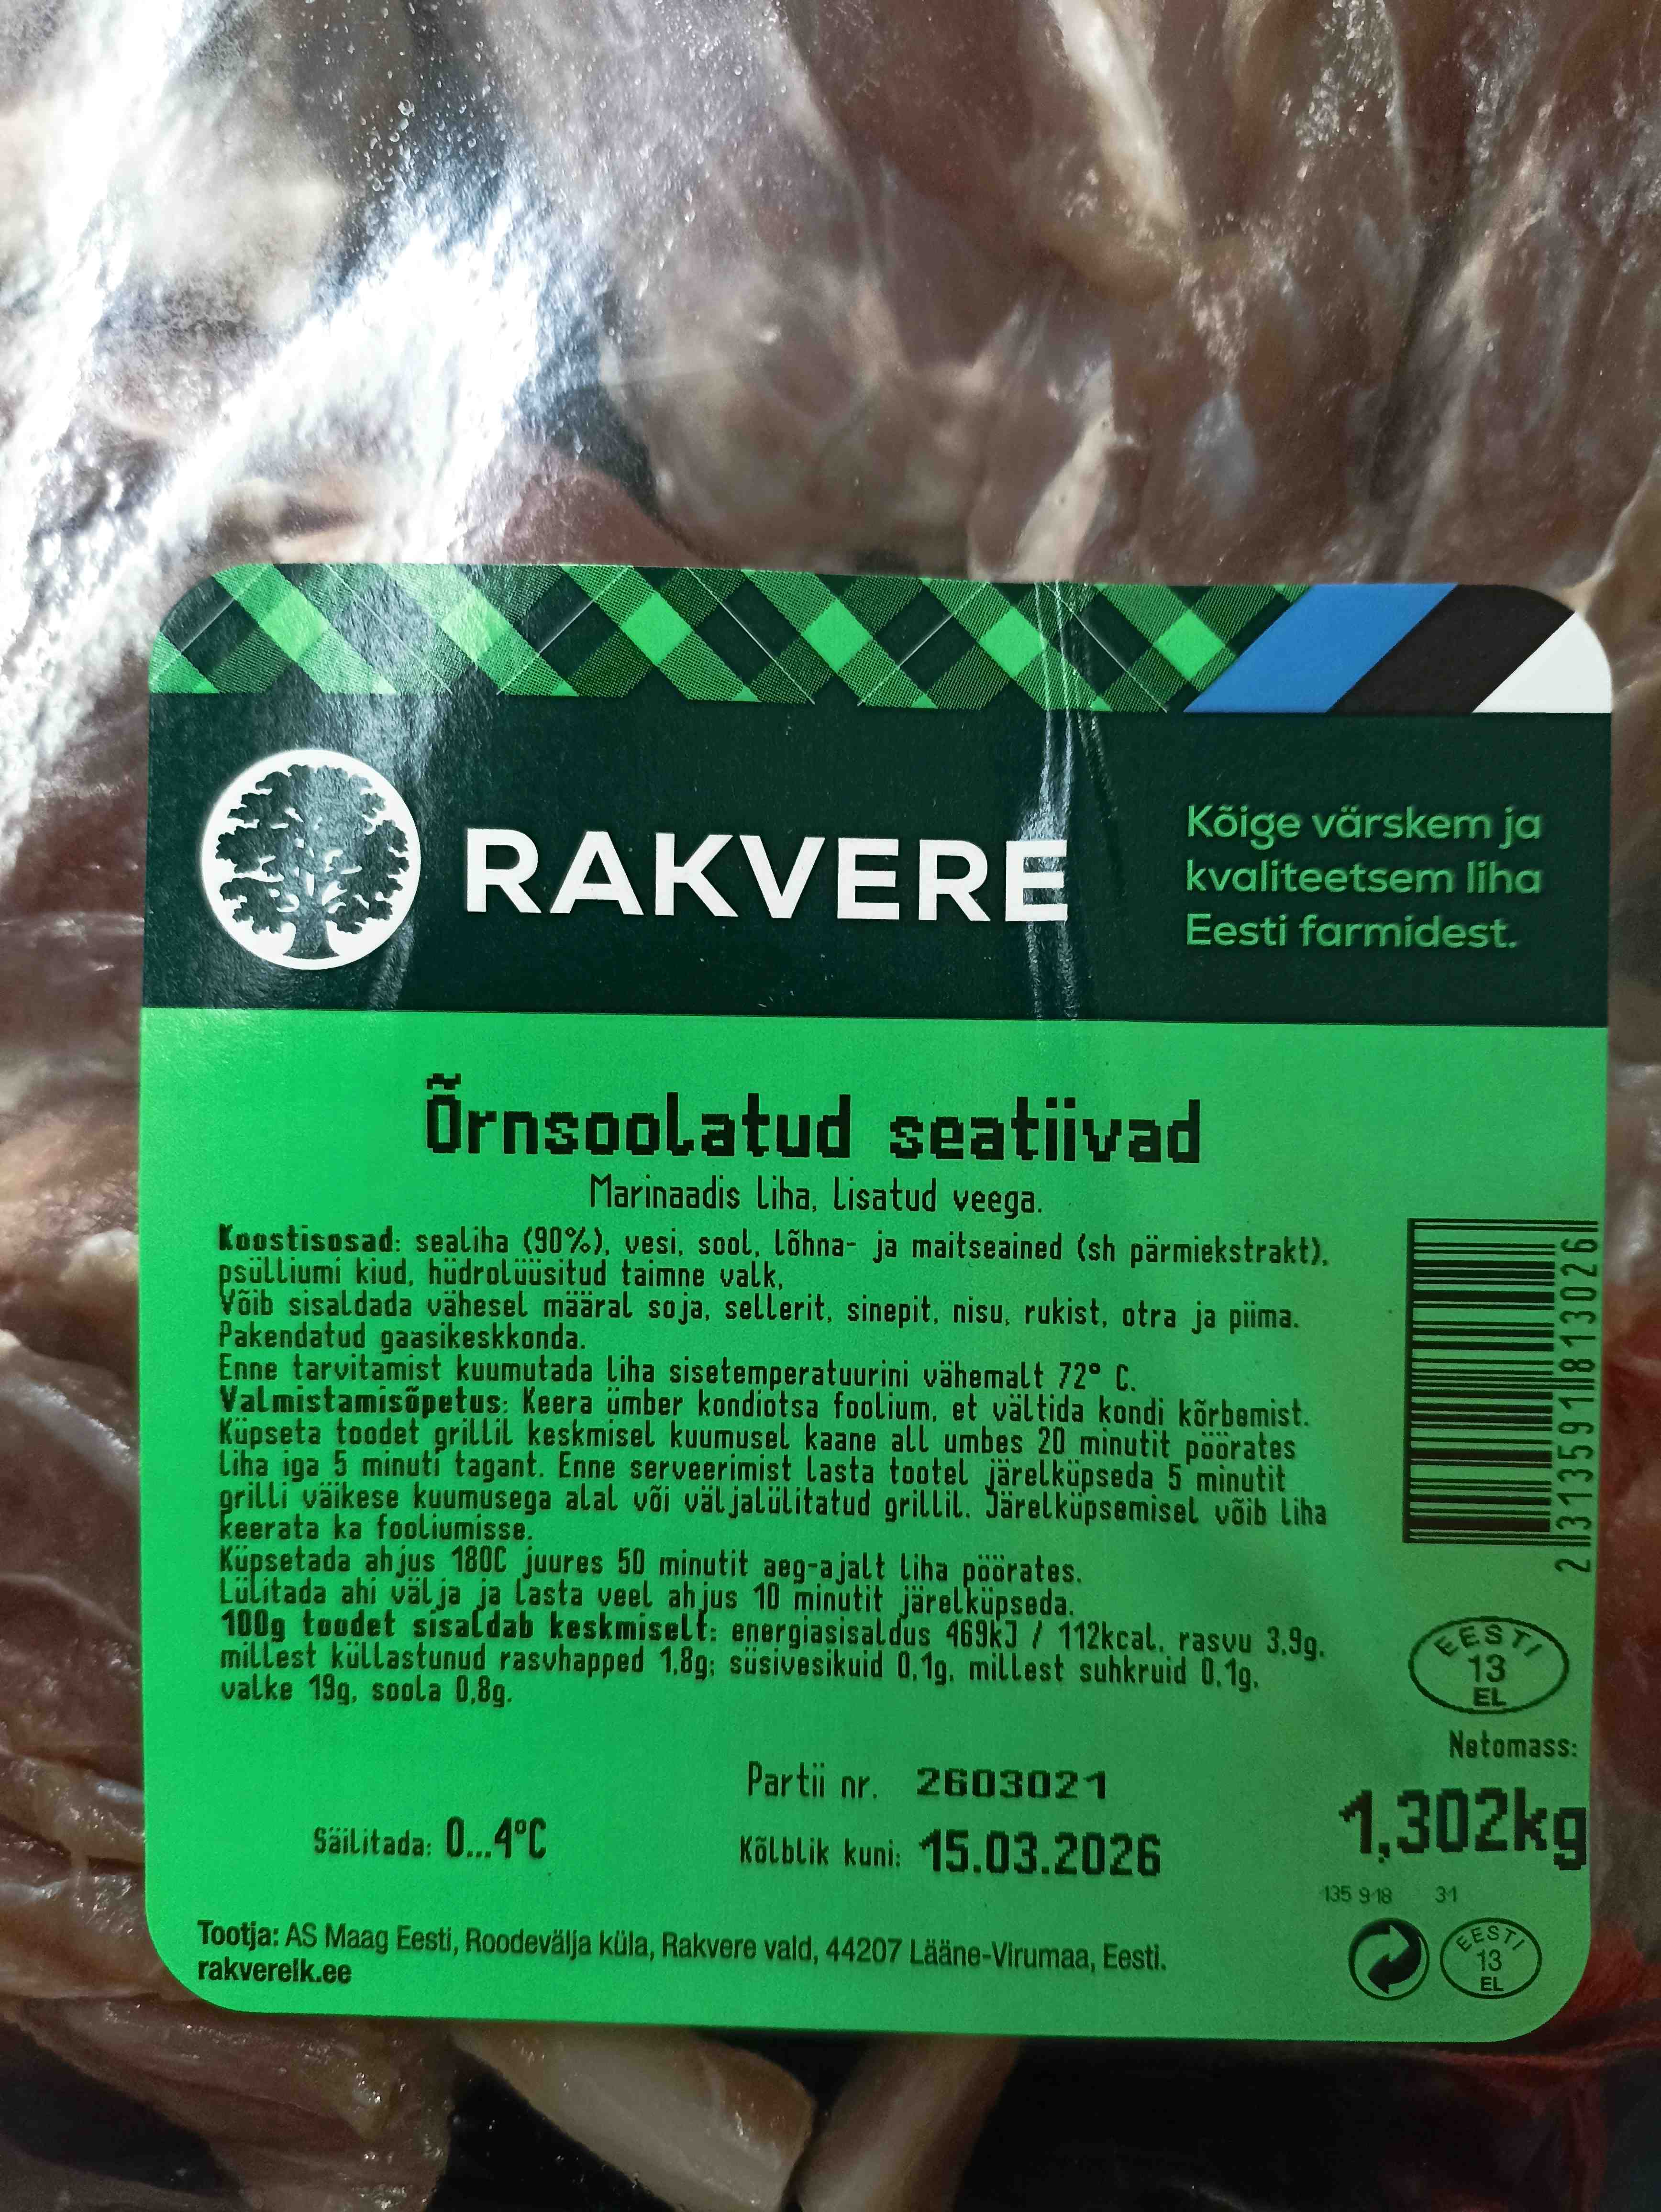 RAKVERE
Kõige värskem ja
kvaliteetsem liha
Eesti farmidest.
Õrnsoolatud seatiivad
Marinaadis liha, lisatud veega.
Koostisosad: sealiha (90%), vesi, sool, lõhna- ja maitseained (sh pärmiekstrakt),
psülliumi kiud, hüdrolüüsitud taimne valk,
Võib sisaldada vähesel määral soja, sellerit, sinepit, nisu, rukist, otra ja piima.
Pakendatud gaasikeskkonda.
Enne tarvitamist kuumutada liha sisetemperatuurini vähemalt 72° C.
Valmistamisõpetus: Keera ümber kondiotsa foolium, et vältida kondi kõrbemist.
Küpseta toodet grillil keskmisel kuumusel kaane all umbes 20 minutit pöörates
liha iga 5 minuti tagant. Enne serveerimist lasta tootel järelküpseda 5 minutit
grilli väikese kuumusega alal või väljalülitatud grillil. Järelküpsemisel võib liha
keerata ka fooliumisse.
Küpsetada ahjus 180C juures 50 minutit aeg-ajalt liha pöörates.
Lülitada ahi välja ja lasta veel ahjus 10 minutit järelküpseda.
100g toodet sisaldab keskmiselt: energiasisaldus 469kJ / 112kcal, rasvu 3,9g,
millest küllastunud rasvhapped 1,8g; süsivesikuid 0,1g, millest suhkruid 0,1g,
valke 19g, soola 0,8g.
2313591813026
EESTI
13
EL
Netomass:
1,302kg
Partii nr. 2603021
Säilitada: 0...4°C
Kõlblik kuni: 15.03.2026
135 918 31
Tootja: AS Maag Eesti, Roodevälja küla, Rakvere vald, 44207 Lääne-Virumaa, Eesti.
rakverelk.ee
EESTI
13
EL